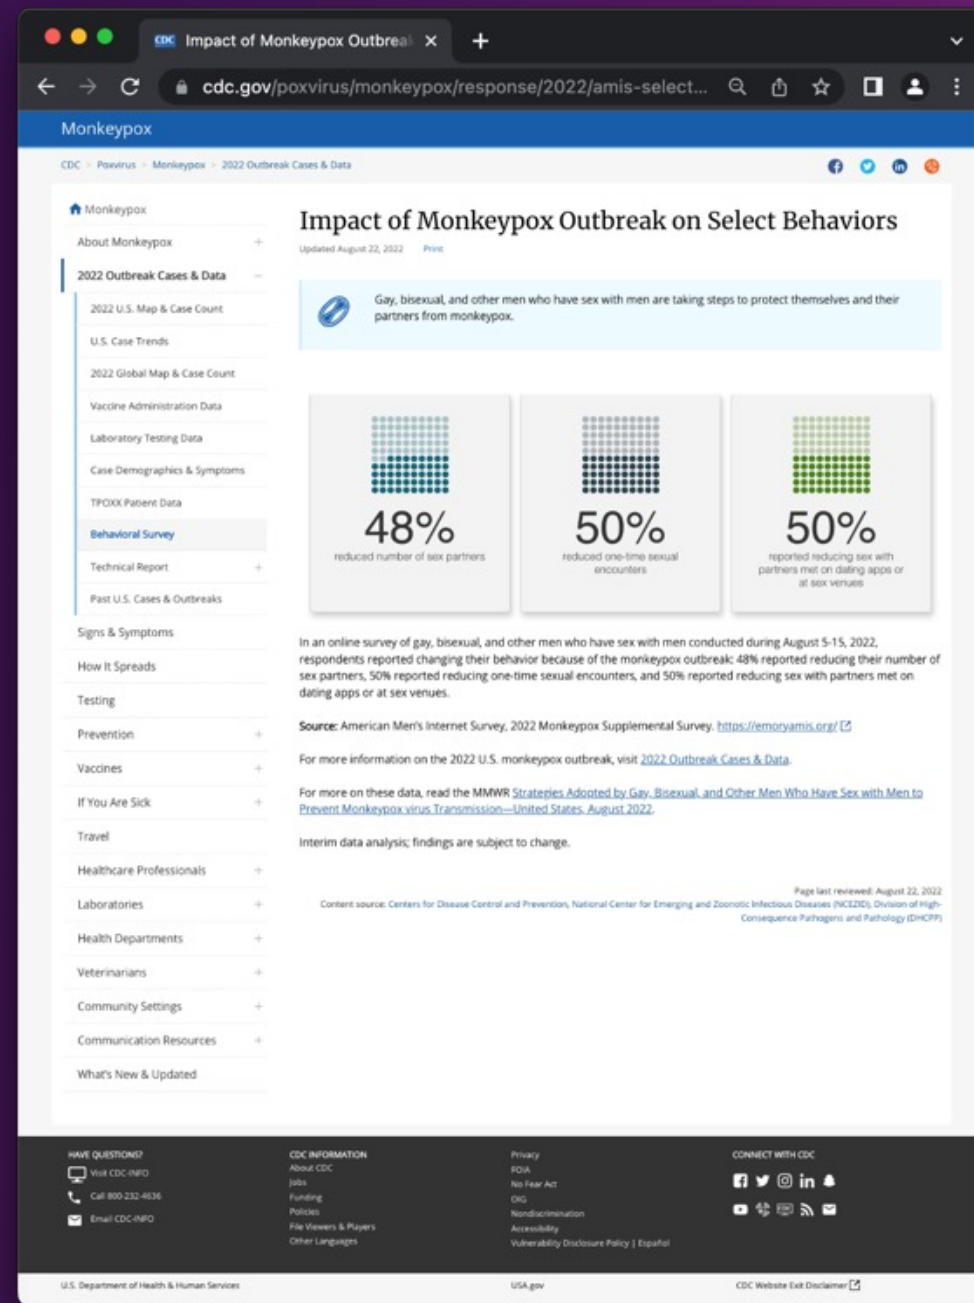 CDC Impact of Monkeypox Outbrea
cdc.gov/poxvirus/monkeypox/response/2022/amis-select...
Monkeypox
CDC > Poxvirus > Monkeypox > 2022 Outbreak Cases & Data
Monkeypox
About Monkeypox
2022 Outbreak Cases & Data
2022 U.S. Map & Case Count
U.S. Case Trends
2022 Global Map & Case Count
Vaccine Administration Data
Laboratory Testing Data
Case Demographics & Symptoms
TPOXX Patient Data
Behavioral Survey
Technical Report
Past U.S. Cases & Outbreaks
Signs & Symptoms
How It Spreads
Testing
Prevention
Vaccines
If You Are Sick
Travel
Healthcare Professionals
Laboratories
Health Departments
Veterinarians
Community Settings
Communication Resources
What's New & Updated
Impact of Monkeypox Outbreak on Select Behaviors
Updated August 22, 2022 Print
Gay, bisexual, and other men who have sex with men are taking steps to protect themselves and their
partners from monkeypox.
48%
reduced number of sex partners
50%
reduced one-time sexual
encounters
50%
reported reducing sex with
partners met on dating apps or
at sex venues
In an online survey of gay, bisexual, and other men who have sex with men conducted during August 5-15, 2022,
respondents reported changing their behavior because of the monkeypox outbreak: 48% reported reducing their number of
sex partners, 50% reported reducing one-time sexual encounters, and 50% reported reducing sex with partners met on
dating apps or at sex venues.
Source: American Men's Internet Survey, 2022 Monkeypox Supplemental Survey. https://emoryamis.org/
For more information on the 2022 U.S. monkeypox outbreak, visit 2022 Outbreak Cases & Data.
For more on these data, read the MMWR Strategies Adopted by Gay, Bisexual, and Other Men Who Have Sex with Men to
Prevent Monkeypox virus Transmission—United States, August 2022.
Interim data analysis; findings are subject to change.
Page last reviewed: August 22, 2022
Content source: Centers for Disease Control and Prevention, National Center for Emerging and Zoonotic Infectious Diseases (NCEZID), Division of High-
Consequence Pathogens and Pathology (DHCPP)
HAVE QUESTIONS?
Visit CDC-INFO
Call 800-232-4636
Email CDC-INFO
CDC INFORMATION
About CDC
Jobs
Funding
Policies
File Viewers & Players
Other Languages
Privacy
FOIA
No Fear Act
OIG
Nondiscrimination
Accessibility
Vulnerability Disclosure Policy | Español
CONNECT WITH CDC
U.S. Department of Health & Human Services
USA.gov
CDC Website Exit Disclaimer